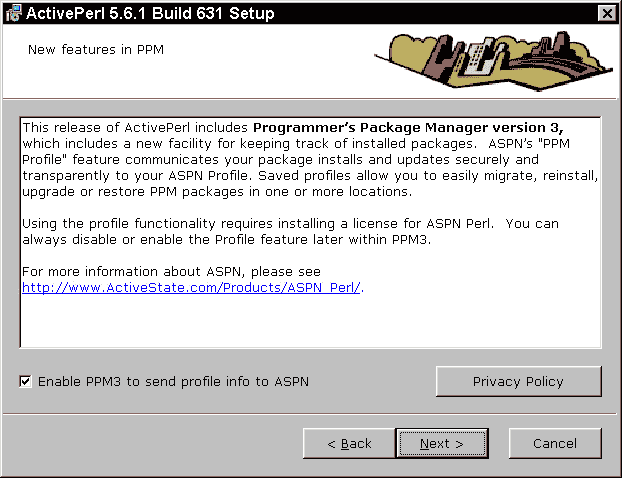 ActivePerl 5.6.1 Build 631 Setup
New features in PPM
This release of ActivePerl includes Programmer's Package Manager version 3,
which includes a new facility for keeping track of installed packages.  ASPN's "PPM
Profile" feature communicates your package installs and updates securely and
transparently to your ASPN Profile. Saved profiles allow you to easily migrate, reinstall,
upgrade or restore PPM packages in one or more locations.
Using the profile functionality requires installing a license for ASPN Perl.  You can
always disable or enable the Profile feature later within PPM3.
For more information about ASPN, please see
http://www.ActiveState.com/Products/ASPN_Perl/.
Enable PPM3 to send profile info to ASPN
Privacy Policy
< Back
Next >
Cancel